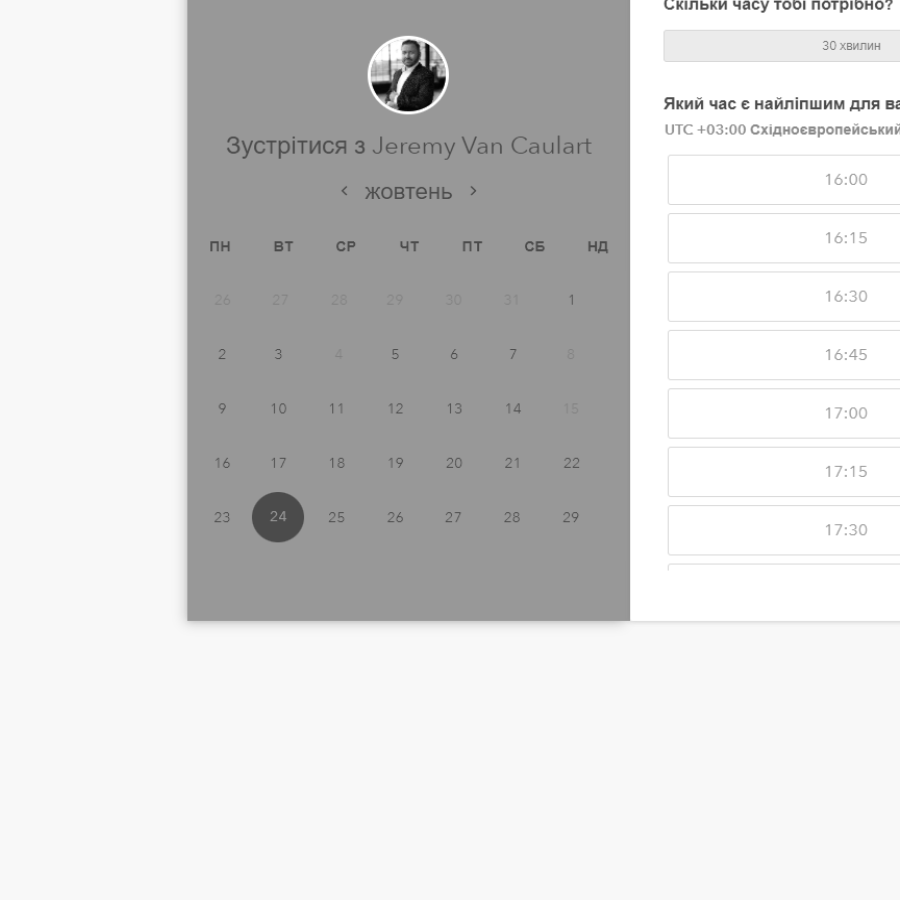 Зустрітися з Jeremy Van Caulart
жовтень
ПН ВТ СР ЧТ ПТ СБ НД
26 27 28 29 30 31 1
2 3 4 5 6 7 8
9 10 11 12 13 14 15
16 17 18 19 20 21 22
23 24 25 26 27 28 29
Скільки часу тобі потрібно?
30 хвилин
Який час є найліпшим для
UTC +03:00 Східноєвропейський
16:00
16:15
16:30
16:45
17:00
17:15
17:30